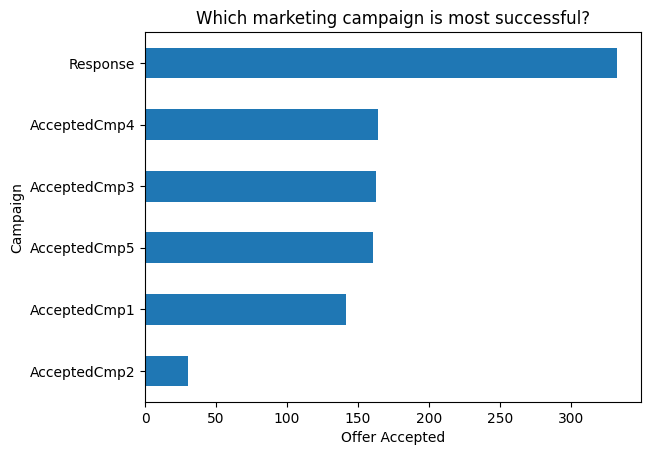 Which marketing campaign is most successful?
Response
AcceptedCmp4
AcceptedCmp3
AcceptedCmp5
AcceptedCmp1
AcceptedCmp2
Campaign
0 50 100 150 200 250 300
Offer Accepted